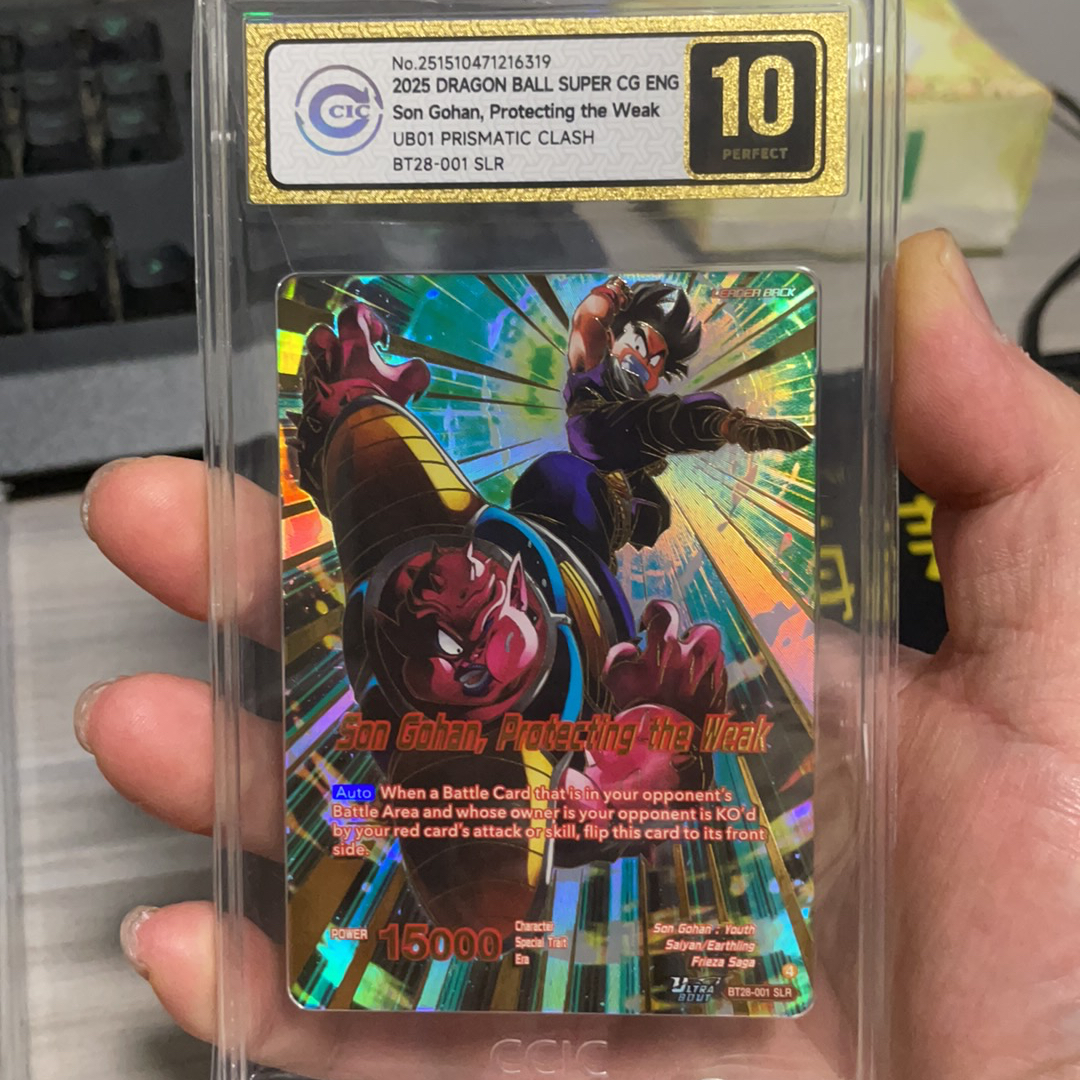 No.251510471216319
2025 DRAGON BALL SUPER CG ENG
Son Gohan, Protecting the Weak
UB01 PRISMATIC CLASH
BT28-001 SLR
CCIC
10
PERFECT
LEADER BACK
Son Gohan, Protecting the Weak
Auto When a Battle Card that is in your opponent's
Battle Area and whose owner is your opponent is KO'd
by your red card's attack or skill, flip this card to its front
side.
POWER 15000
Character Son Gohan : Youth
Special Trait Saiyan/Earthling
Era Frieza Saga
4
ULTRA
BOUT
BT28-001 SLR
CCIC